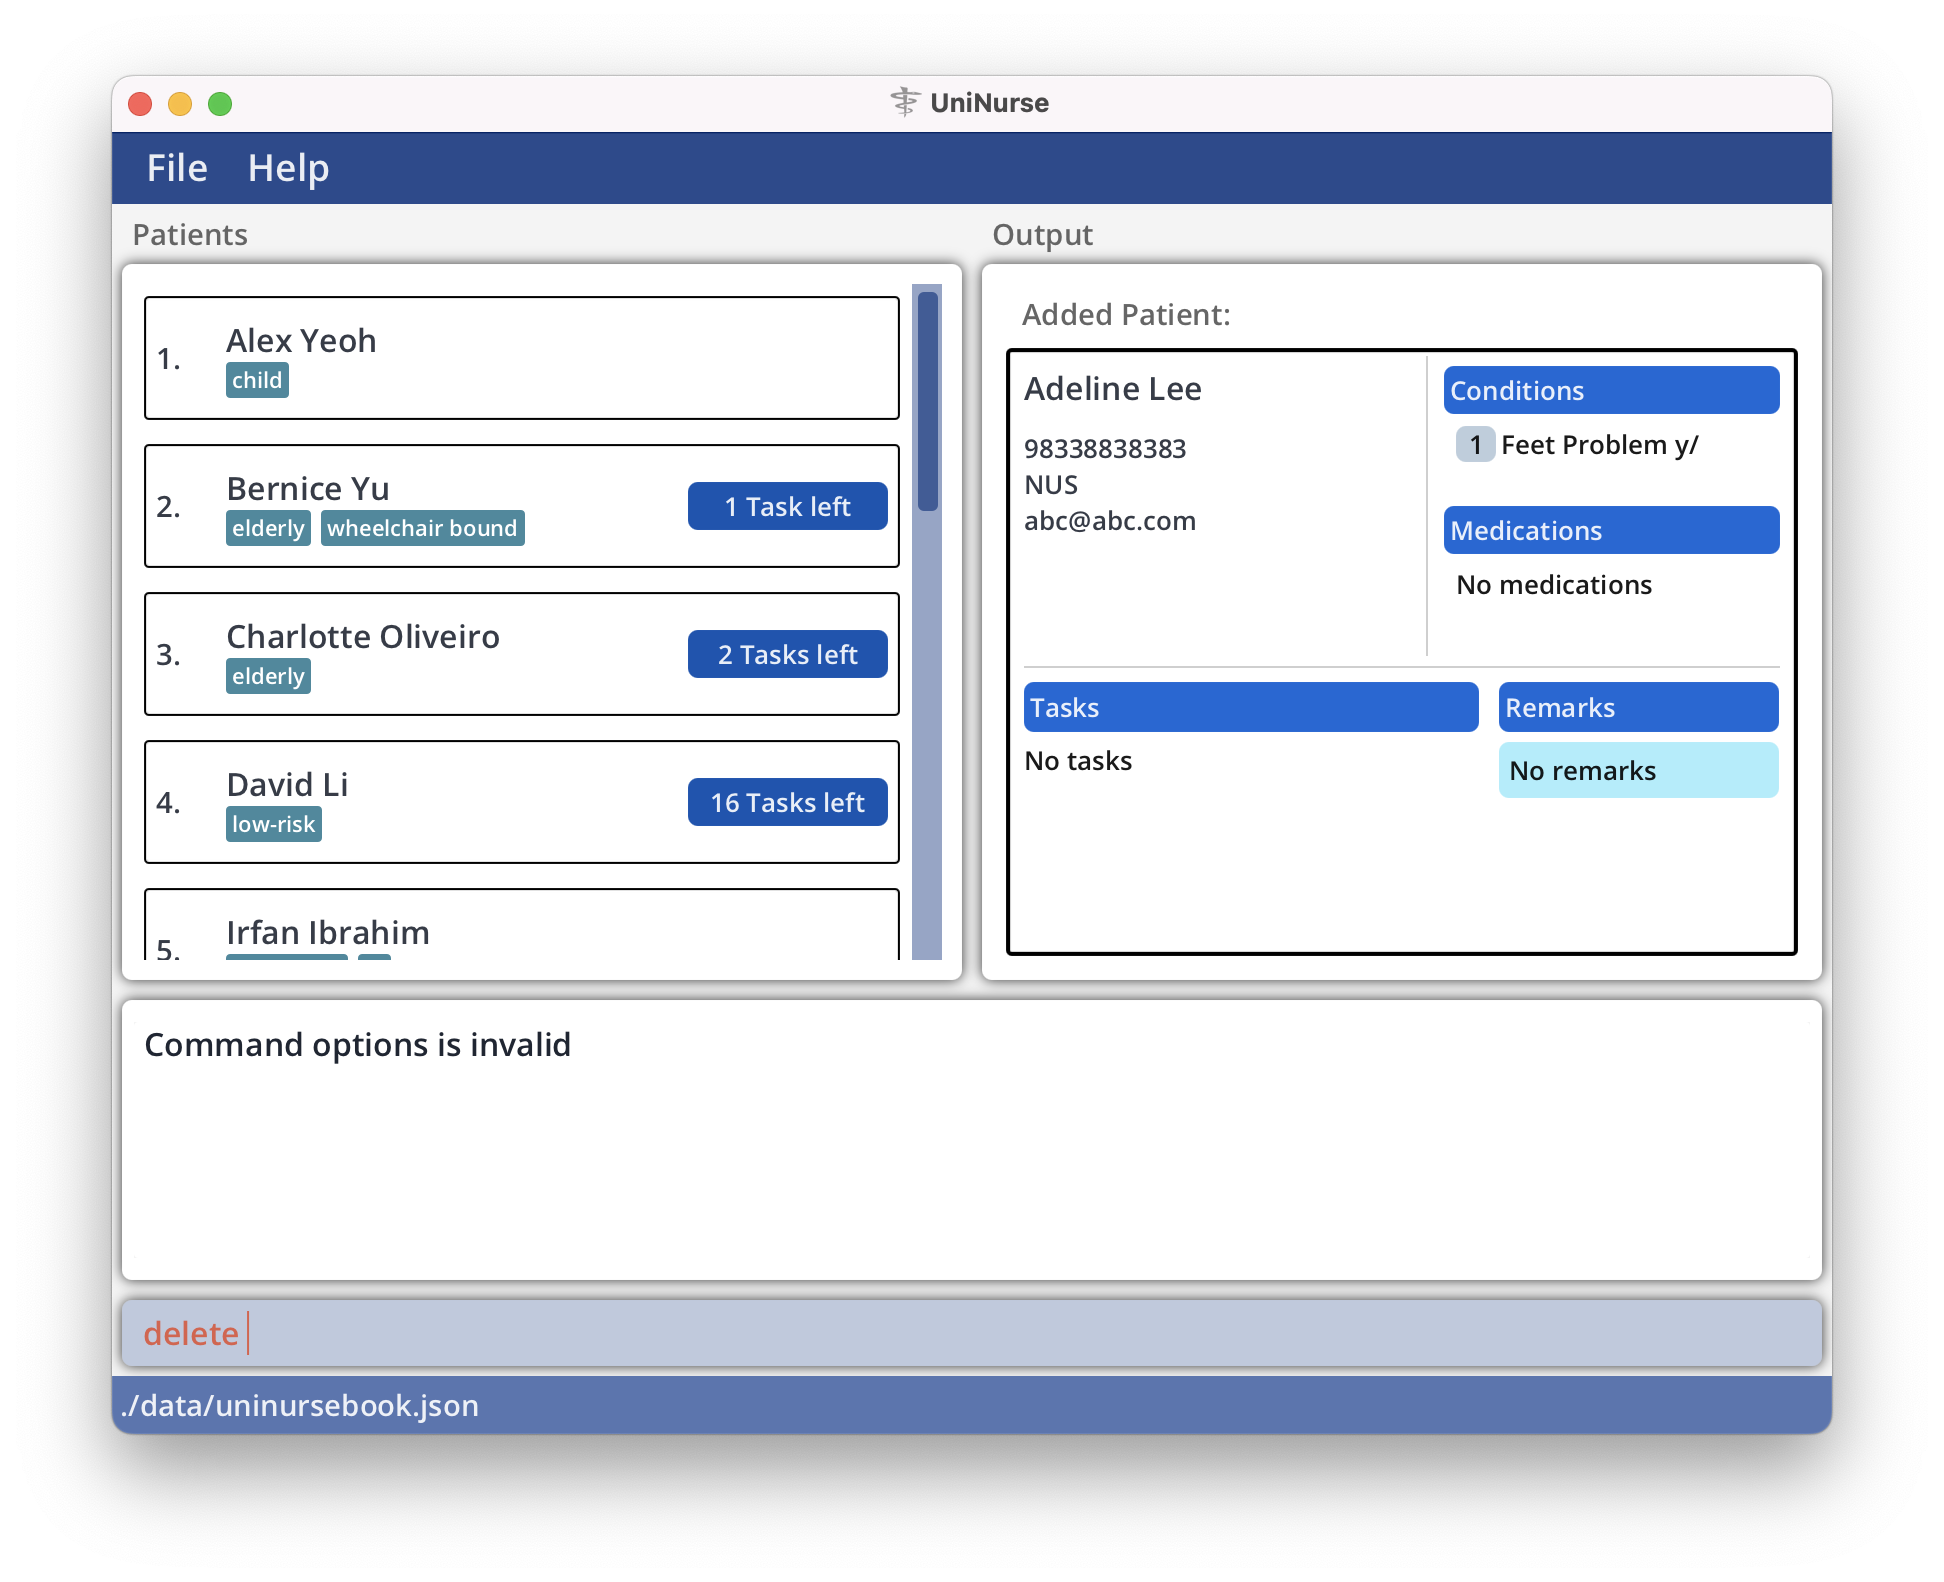 UniNurse
File Help
Patients
1. Alex Yeoh
child
2. Bernice Yu
elderly wheelchair bound
1 Task left
3. Charlotte Oliveiro
elderly
2 Tasks left
4. David Li
low-risk
16 Tasks left
5. Irfan Ibrahim
Output
Added Patient:
Adeline Lee
98338838383
NUS
abc@abc.com
Conditions
1 Feet Problem y/
Medications
No medications
Tasks
No tasks
Remarks
No remarks
Command options is invalid
delete
./data/uninursebook.json